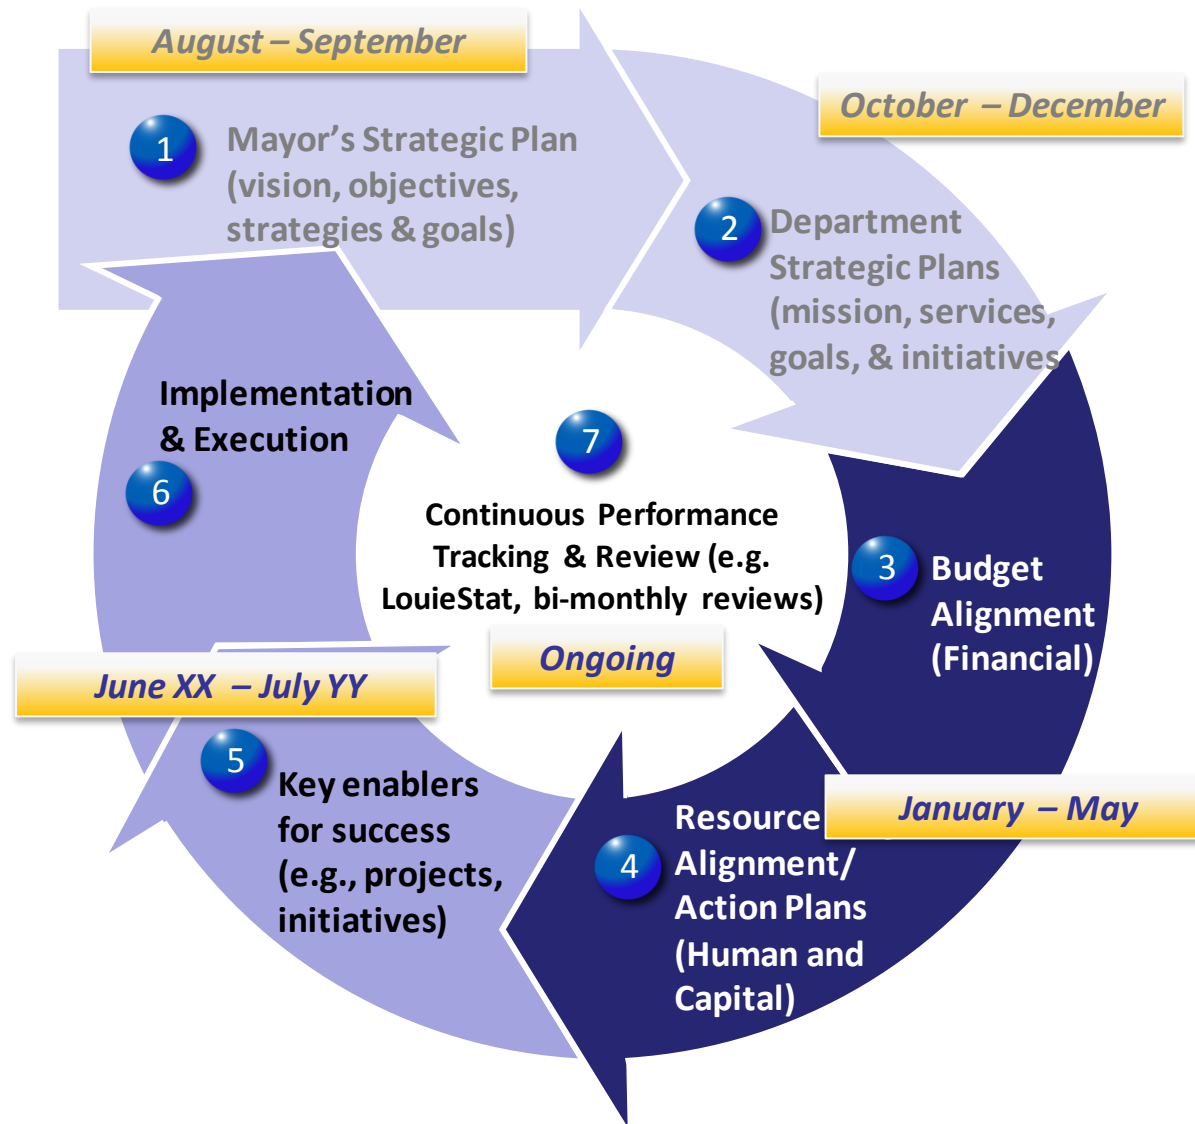 August – September
1
Mayor's Strategic Plan
(vision, objectives,
strategies & goals)
October – December
2
Department
Strategic Plans
(mission, services,
goals, & initiatives
3
Budget
Alignment
(Financial)
January – May
4
Resource
Alignment/
Action Plans
(Human and
Capital)
June XX – July YY
5
Key enablers
for success
(e.g., projects,
initiatives)
6
Implementation
& Execution
7
Continuous Performance
Tracking & Review (e.g.
LouieStat, bi-monthly reviews)
Ongoing